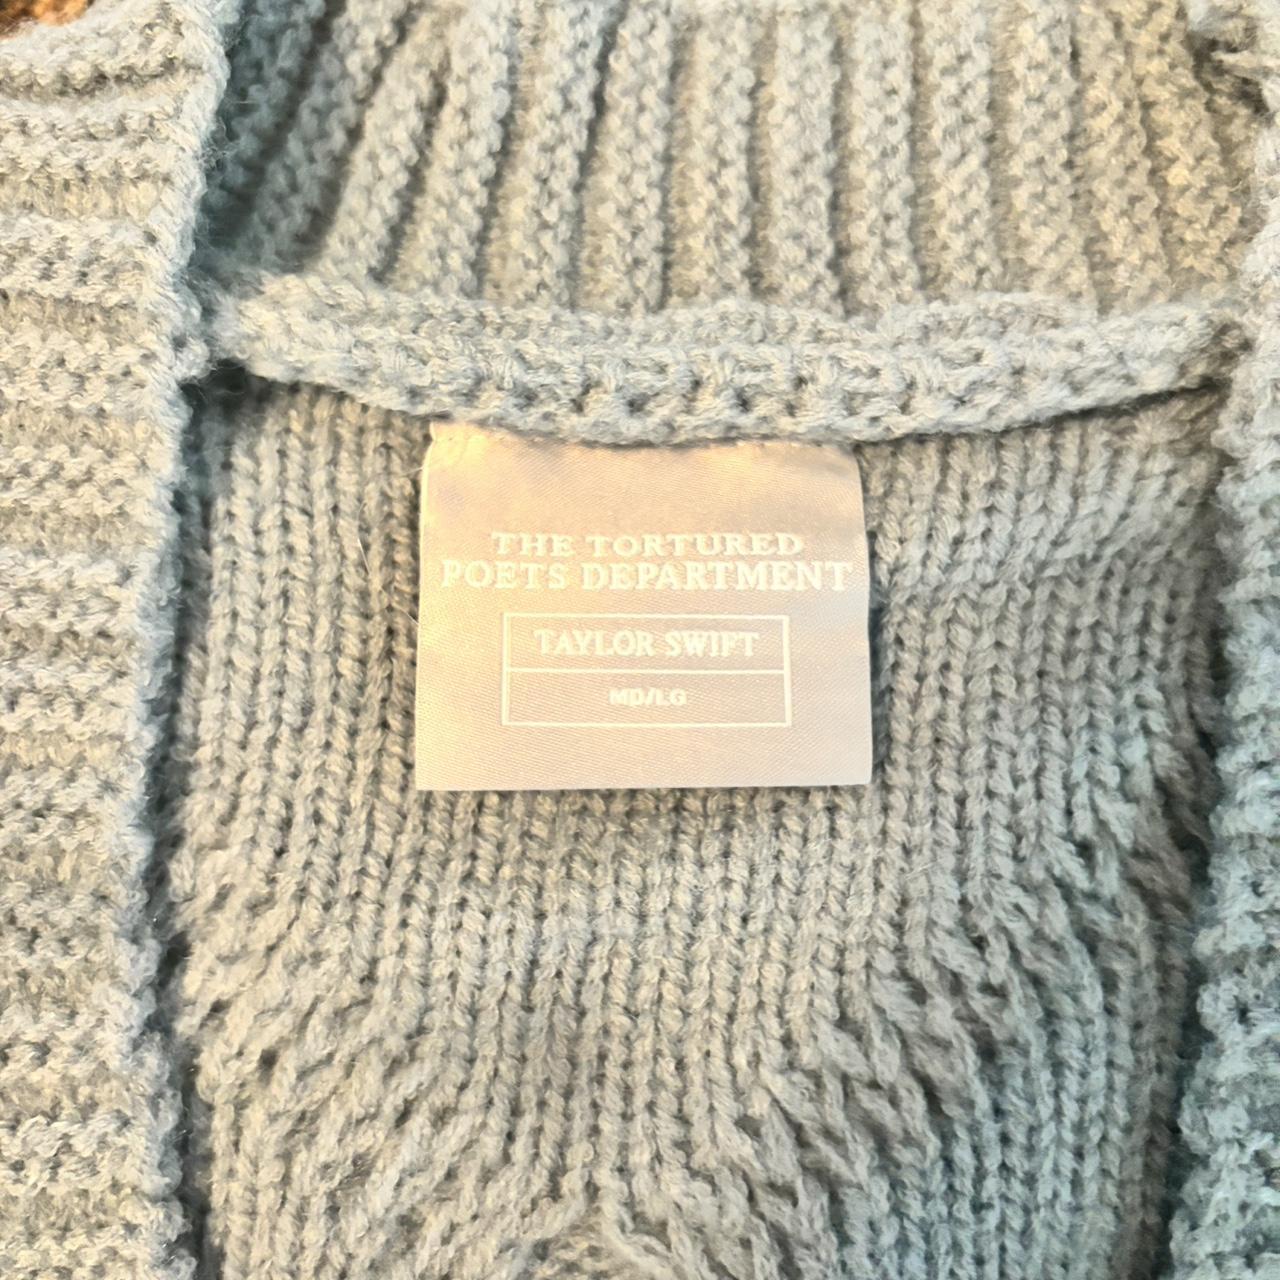 THE TORTURED
POETS DEPARTMENT
TAYLOR SWIFT
MD/LG